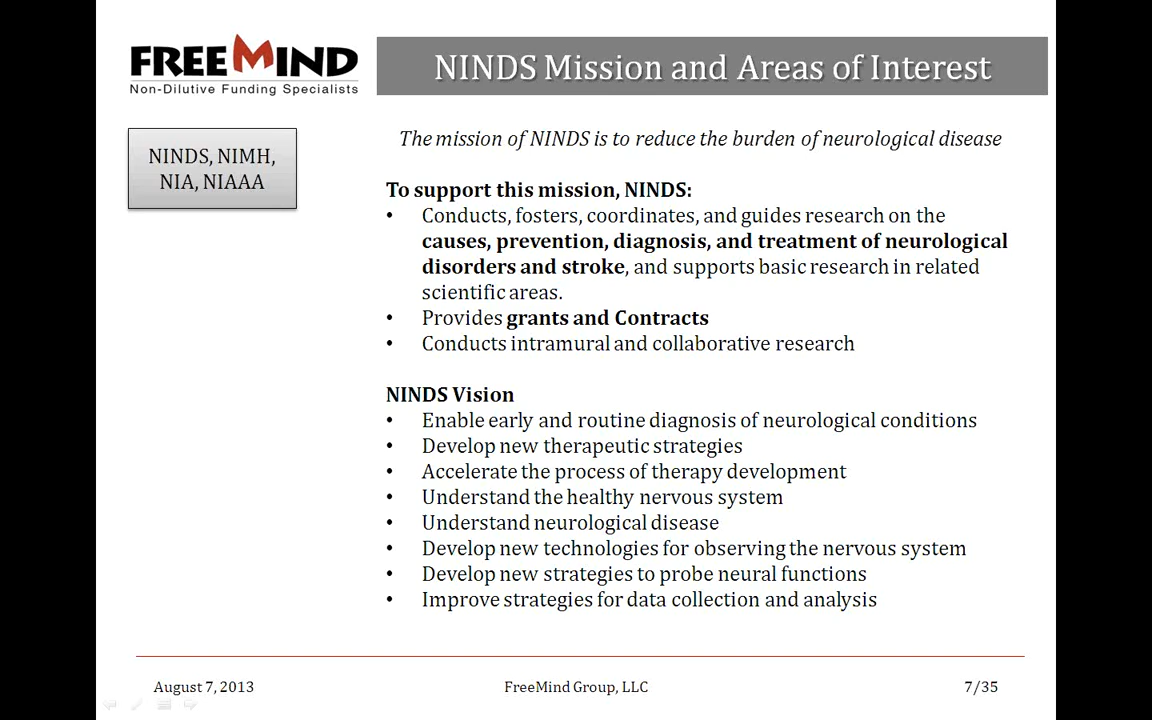 FREEMIND
Non-Dilutive Funding Specialists
NINDS Mission and Areas of Interest
NINDS, NIMH,
NIA, NIAAA
The mission of NINDS is to reduce the burden of neurological disease
To support this mission, NINDS:
• Conducts, fosters, coordinates, and guides research on the
causes, prevention, diagnosis, and treatment of neurological
disorders and stroke, and supports basic research in related
scientific areas.
• Provides grants and Contracts
• Conducts intramural and collaborative research
NINDS Vision
• Enable early and routine diagnosis of neurological conditions
• Develop new therapeutic strategies
• Accelerate the process of therapy development
• Understand the healthy nervous system
• Understand neurological disease
• Develop new technologies for observing the nervous system
• Develop new strategies to probe neural functions
• Improve strategies for data collection and analysis
August 7, 2013
FreeMind Group, LLC
7/35